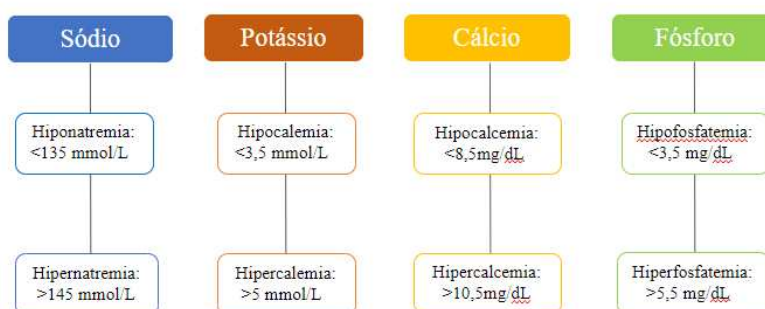 Sódio
Potássio
Cálcio
Fósforo
Hiponatremia:
<135 mmol/L
Hipocalemia:
<3,5 mmol/L
Hipocalcemia:
<8,5mg/dL
Hipofosfatemia:
<3,5 mg/dL
Hipernatremia:
>145 mmol/L
Hipercalemia:
>5 mmol/L
Hipercalcemia:
>10,5mg/dL
Hiperfosfatemia:
>5,5 mg/dL